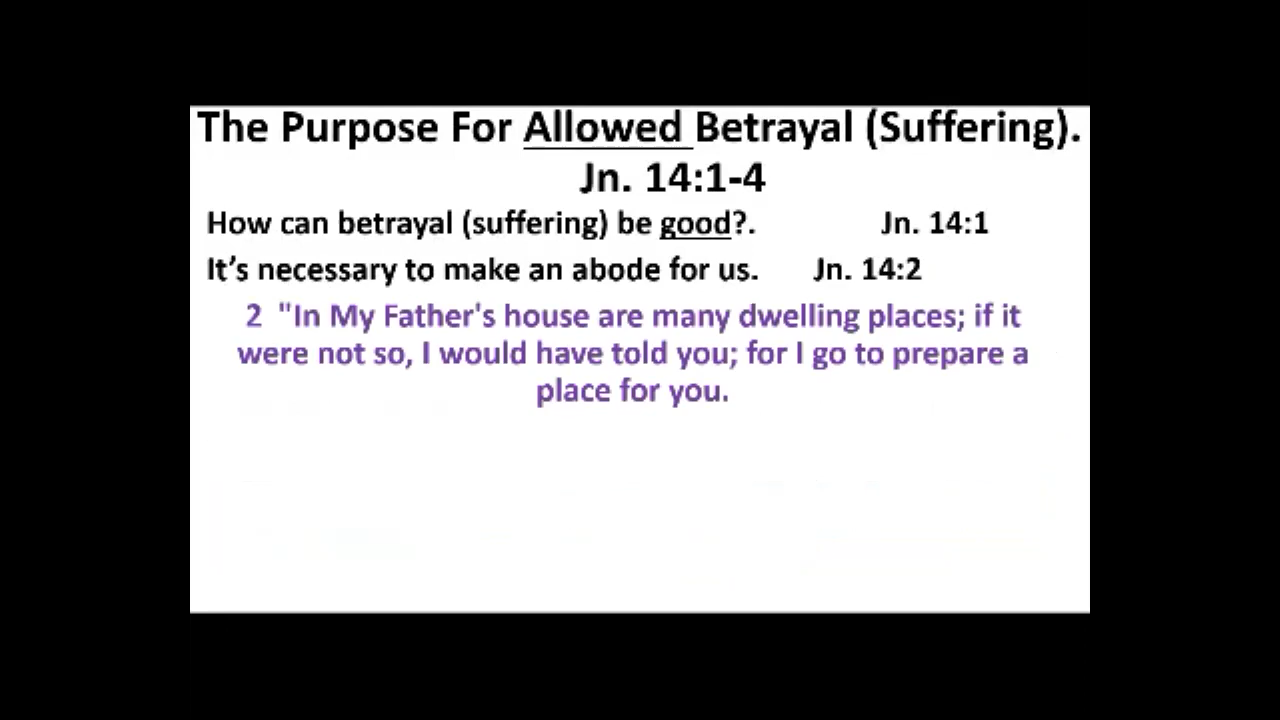 The Purpose For Allowed Betrayal (Suffering).
Jn. 14:1-4
How can betrayal (suffering) be good?. Jn. 14:1
It’s necessary to make an abode for us. Jn. 14:2
2 "In My Father's house are many dwelling places; if it
were not so, I would have told you; for I go to prepare a
place for you.